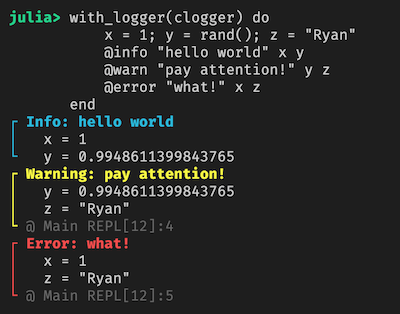 julia> with_logger(clogger) do
x = 1; y = rand(); z = "Ryan"
@info "hello world" x y
@warn "pay attention!" y z
@error "what!" x z
end
Info: hello world
x = 1
y = 0.9948611399843765
Warning: pay attention!
y = 0.9948611399843765
z = "Ryan"
@ Main REPL[12]:4
Error: what!
x = 1
z = "Ryan"
@ Main REPL[12]:5